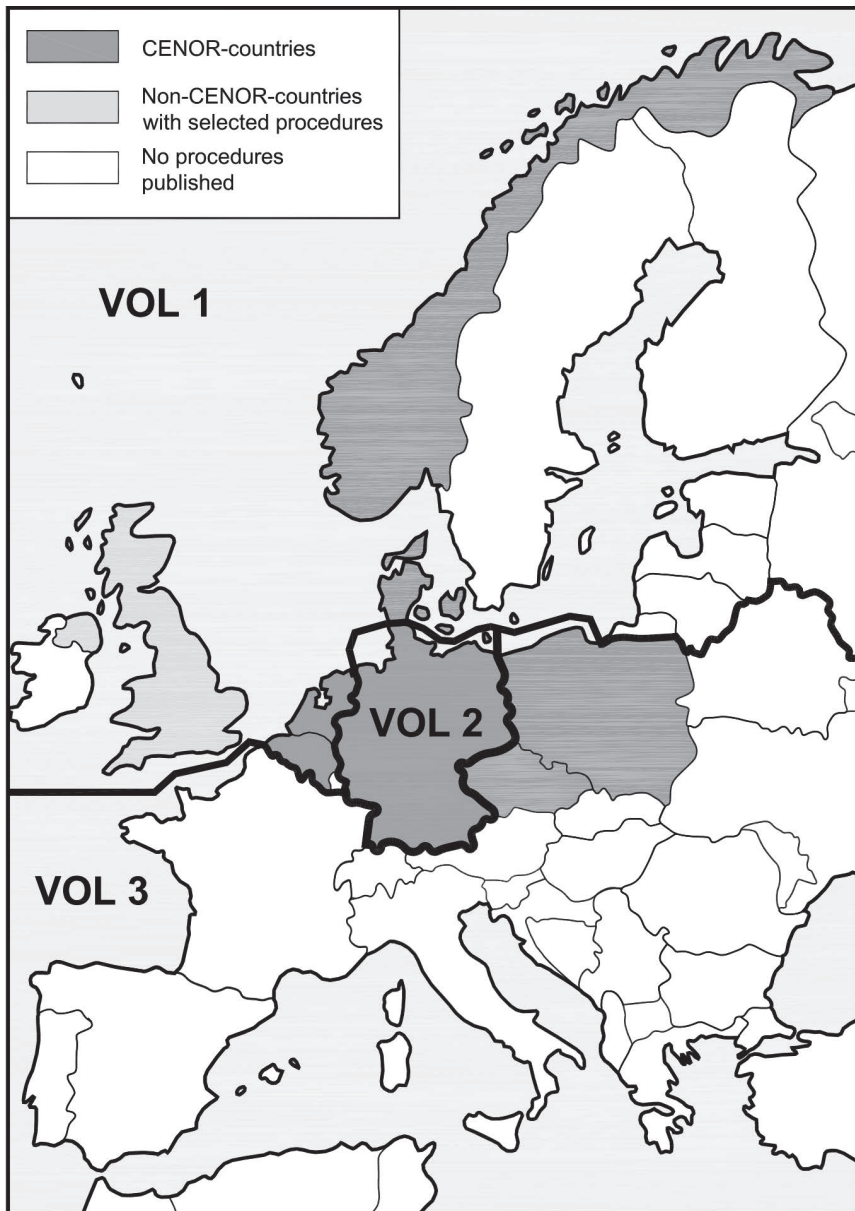 CENOR-countries
Non-CENOR-countries
with selected procedures
No procedures
published
VOL 1
VOL 2
VOL 3